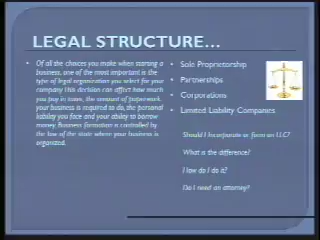 LEGAL STRUCTURE...
Of all the choices you make when starting a
business, one of the most important is the
type of legal organization you select for your
company. This decision can affect how much
you pay in taxes, the amount of paperwork
your business is required to do, the personal
liability you face and your ability to borrow
money. Business formation is controlled by
the law of the state where your business is
organized.
Sole Proprietorship
Partnerships
Corporations
Limited Liability Companies
Should I incorporate or form an LLC?
What is the difference?
How do I do it?
Do I need an attorney?